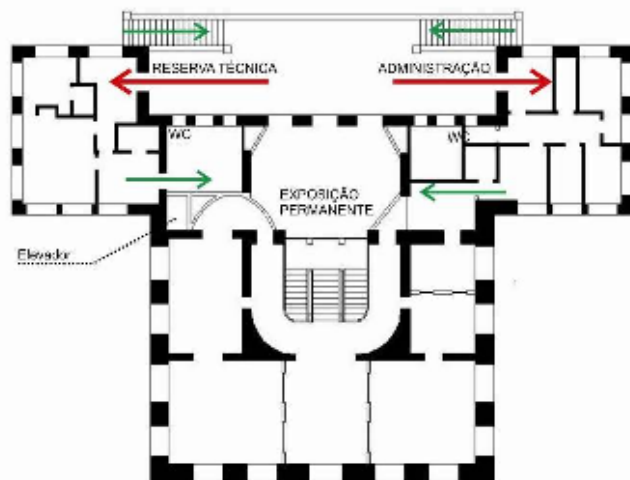 RESERVA TÉCNICA
ADMINISTRAÇÃO
WC
WC
EXPOSIÇÃO
PERMANENTE
Elevador